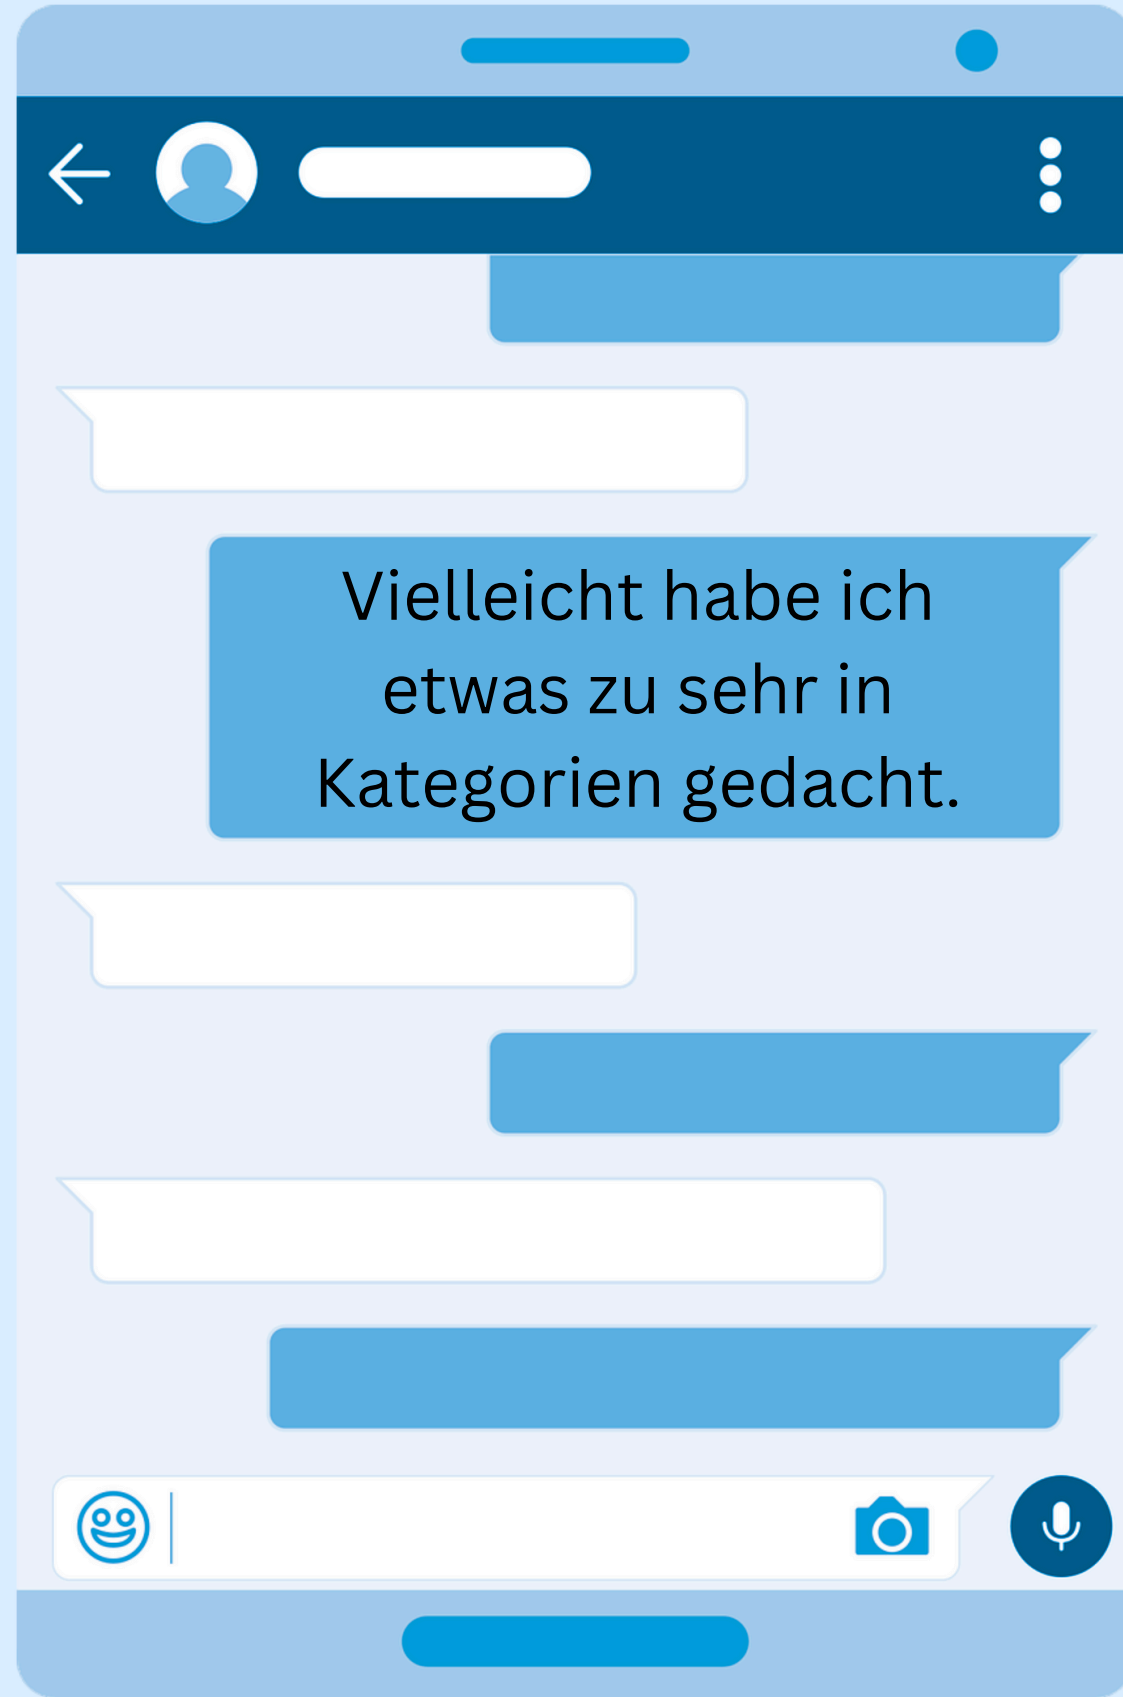 Vielleicht habe ich
etwas zu sehr in
Kategorien gedacht.